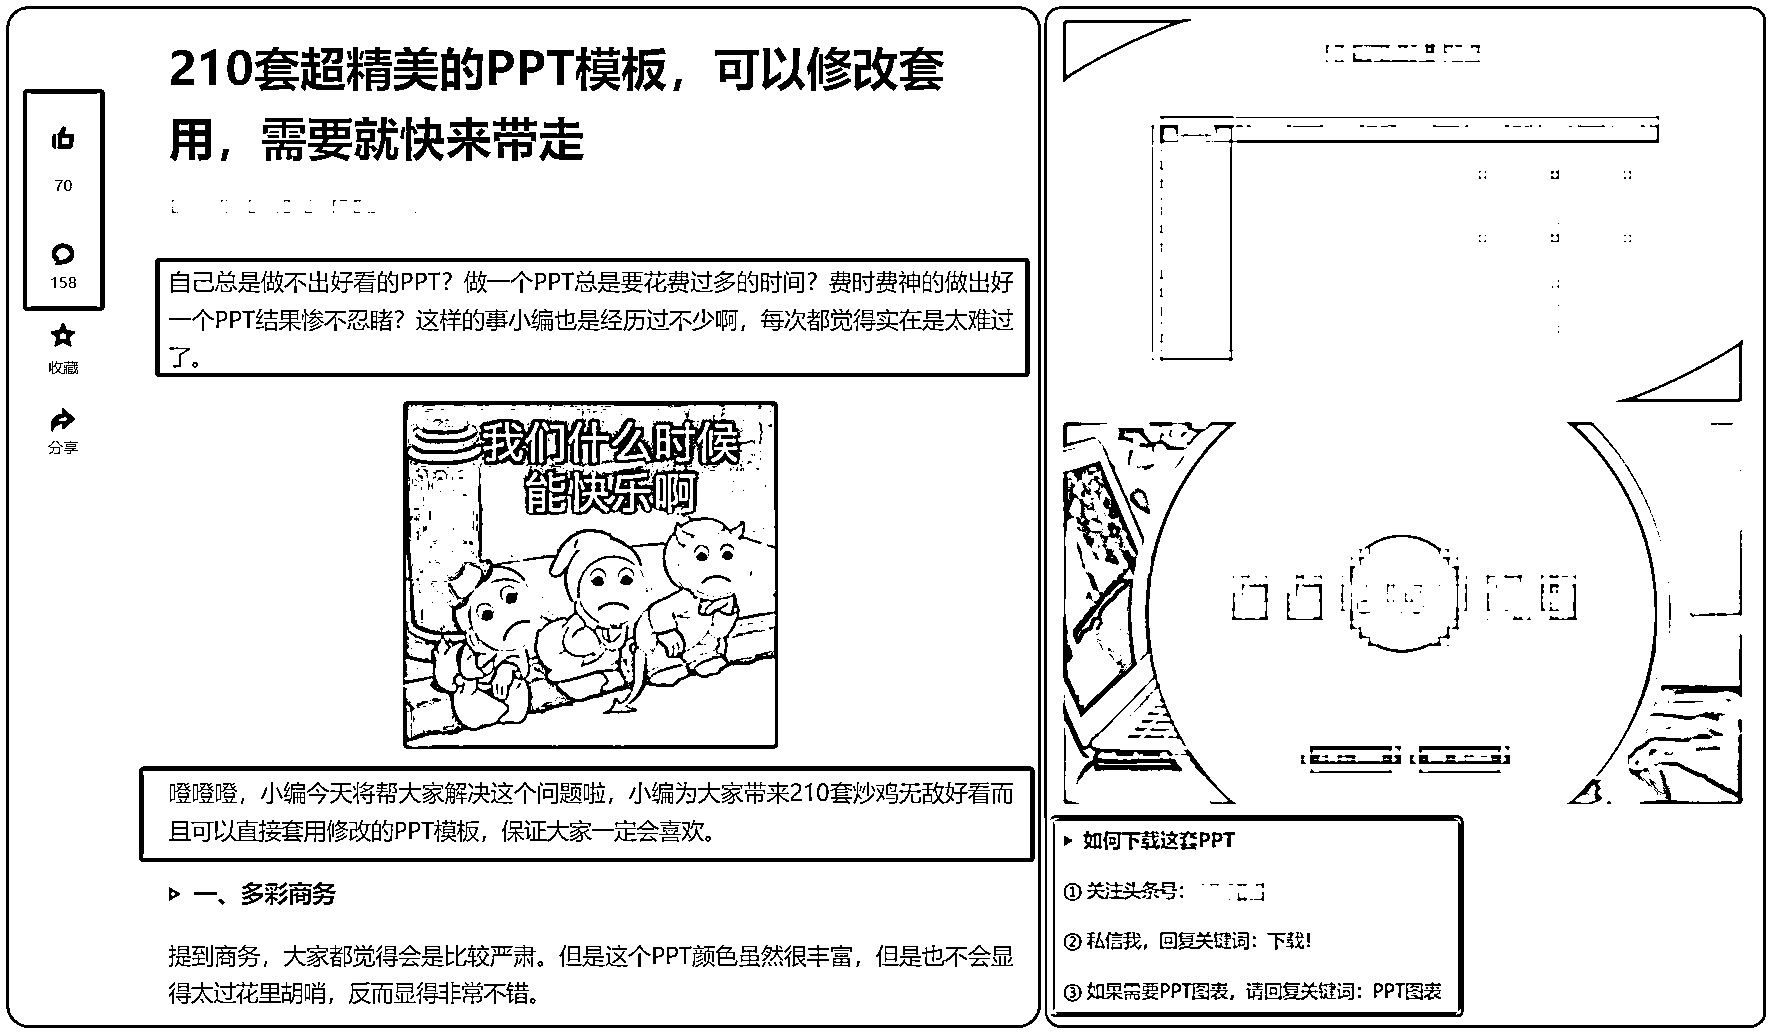 210套超精美的PPT模板，可以修改套
用，需要就快来带走
70
158
收藏
分享
自己总是做不出好看的PPT？做一个PPT总是要花费过多的时间？费时费神的做出好
一个PPT结果惨不忍睹？这样的事小编也是经历过不少啊，每次都觉得实在是太难过
了。
我们什么时候
能快乐啊
噔噔噔，小编今天将帮大家解决这个问题啦，小编为大家带来210套炒鸡无敌好看而
且可以直接套用修改的PPT模板，保证大家一定会喜欢。
一、多彩商务
提到商务，大家都觉得会是比较严肃。但是这个PPT颜色虽然很丰富，但是也不会显
得太过花里胡哨，反而显得非常不错。
如何下载这套PPT
① 关注头条号：
② 私信我，回复关键词：下载！
③ 如果需要PPT图表，请回复关键词：PPT图表